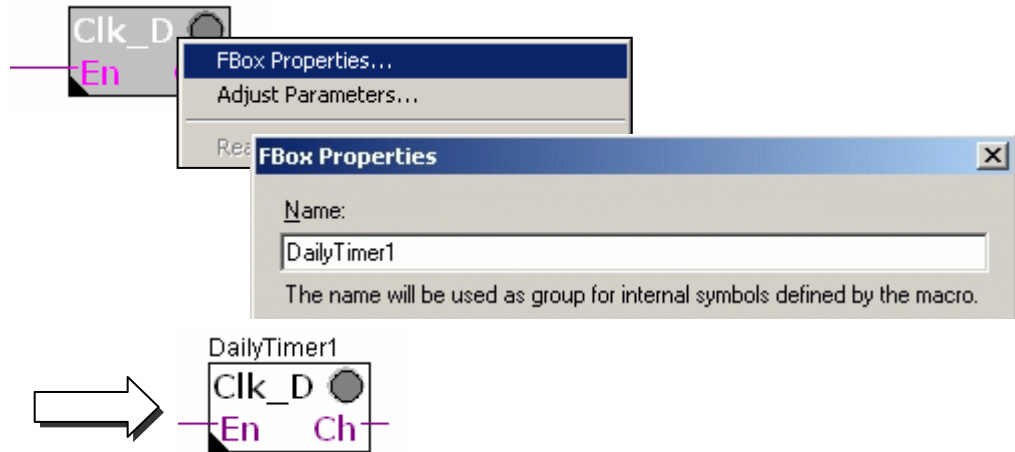 Clk_D
En
FBox Properties...
Adjust Parameters...
FBox Properties
Name:
DailyTimer1
The name will be used as group for internal symbols defined by the macro.
DailyTimer1
Clk_D
En Ch